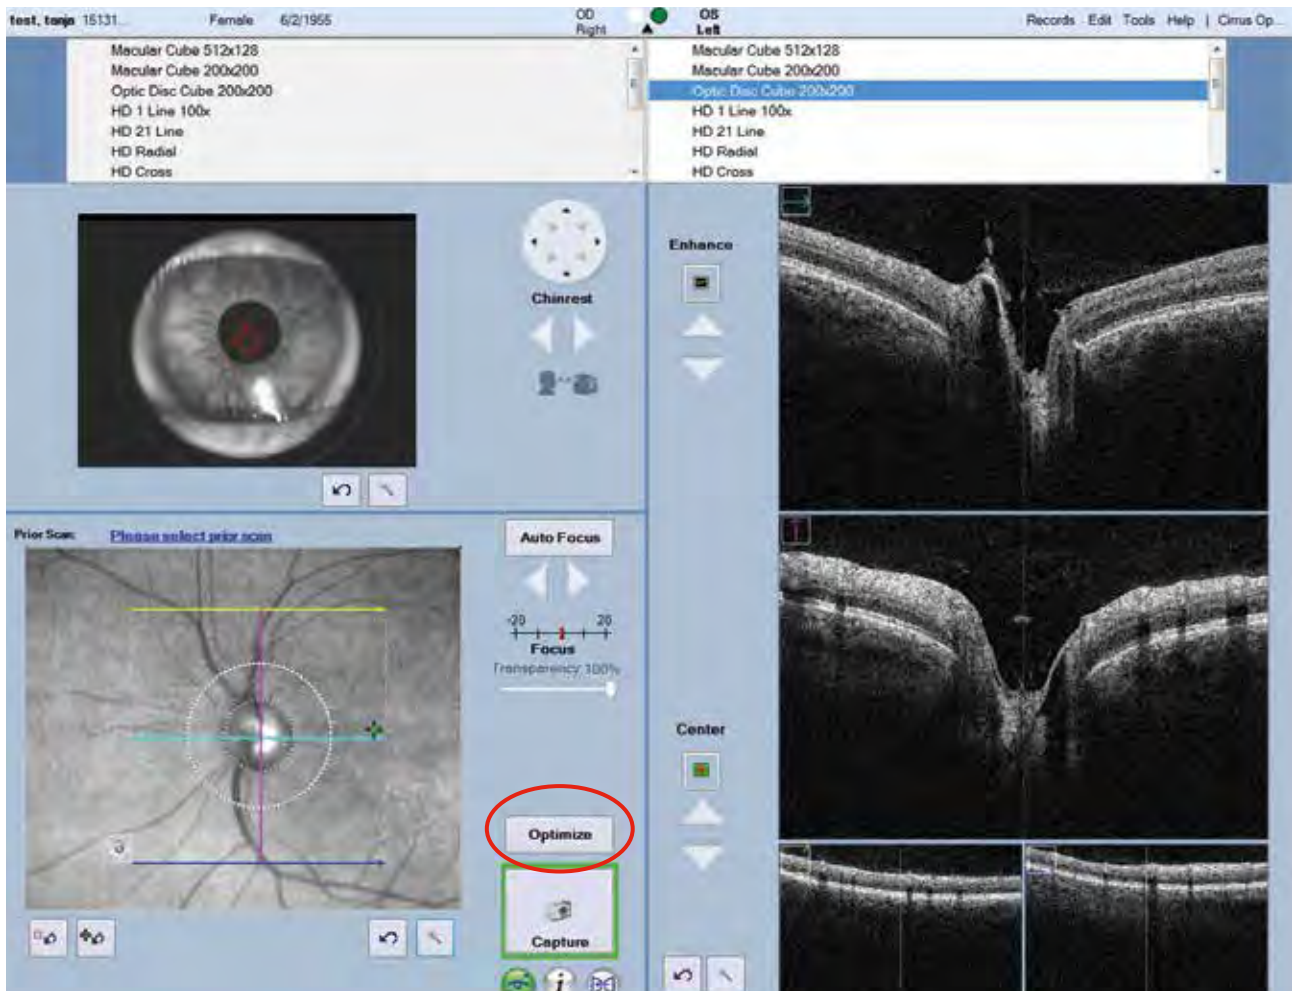 test, tanja 15131... Female 6/2/1955 OD Right OS Left Records Edit Tools Help | Cirrus Op...
Macular Cube 512x128
Macular Cube 200x200
Optic Disc Cube 200x200
HD 1 Line 100x
HD 21 Line
HD Radial
HD Cross
Macular Cube 512x128
Macular Cube 200x200
Optic Disc Cube 200x200
HD 1 Line 100x
HD 21 Line
HD Radial
HD Cross
Chinrest
Enhance
Prior Scan: Please select prior scan
Auto Focus
-20 20
Focus
Transparency: 100%
Center
Optimize
Capture
i